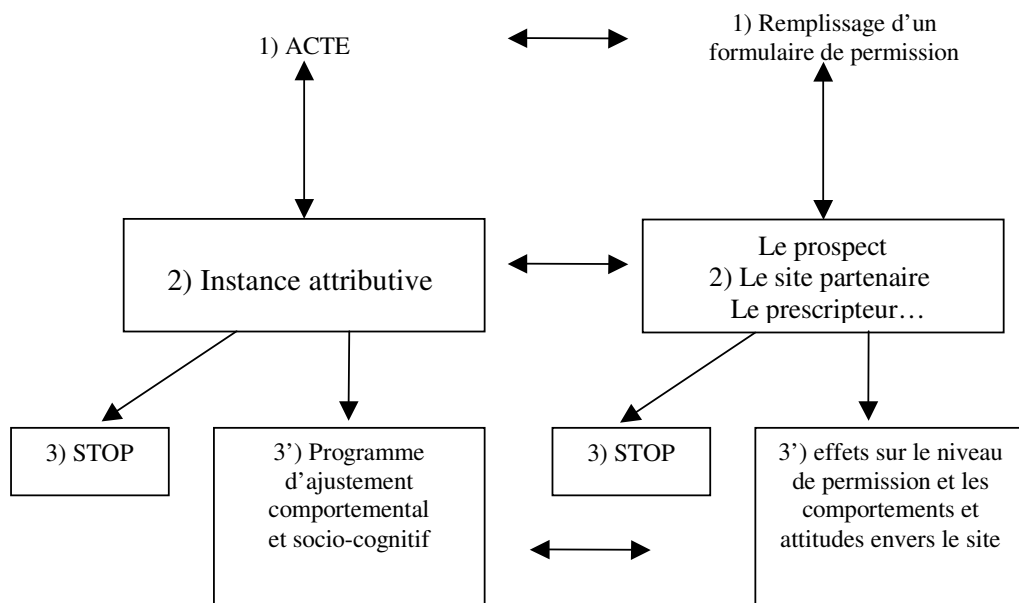 1) ACTE
1) Remplissage d’un
formulaire de permission
2) Instance attributive
Le prospect
2) Le site partenaire
Le prescripteur…
3) STOP
3’) Programme
d’ajustement
comportemental
et socio-cognitif
3) STOP
3’) effets sur le niveau
de permission et les
comportements et
attitudes envers le site